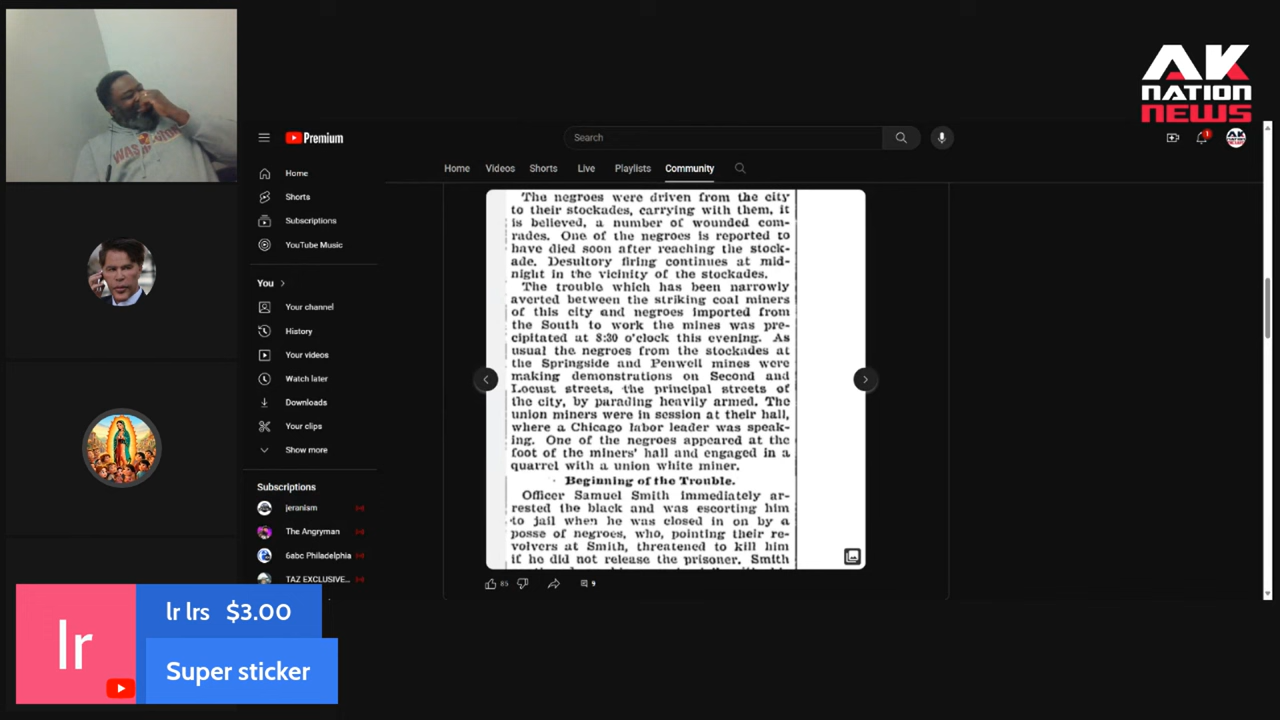 AK
NATION
NEWS
Premium
Search
1
Home Videos Shorts Live Playlists Community
Home
Shorts
Subscriptions
YouTube Music
You
Your channel
History
Your videos
Watch later
Downloads
Your clips
Show more
Subscriptions
jeranism
The Angryman
6abc Philadelphia
TAZ EXCLUSIVE...
The negroes were driven from the city
to their stockades, carrying with them, it
is believed, a number of wounded com-
rades. One of the negroes is reported to
have died soon after reaching the stock-
ade. Desultory firing continues at mid-
night in the vicinity of the stockades.
The trouble which has been narrowly
averted between the striking coal miners
of this city and negroes imported from
the South to work the mines was pre-
cipitated at 8:30 o'clock this evening. As
usual the negroes from the stockades at
the Springside and Penwell mines were
making demonstrations on Second and
Locust streets, the principal streets of
the city, by parading heavily armed. The
union miners were in session at their hall,
where a Chicago labor leader was speak-
ing. One of the negroes appeared at the
foot of the miners' hall and engaged in a
quarrel with a union white miner.
Beginning of the Trouble.
Officer Samuel Smith immediately ar-
rested the black and was escorting him
to jail when he was closed in on by a
posse of negroes, who, pointing their re-
volvers at Smith, threatened to kill him
if he did not release the prisoner. Smith
85
9
lr
lr lrs $3.00
Super sticker